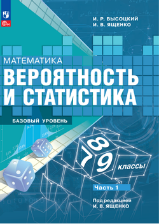 И. Р. Высоцкий
И. В. Ященко
МАТЕМАТИКА
ВЕРОЯТНОСТЬ
И СТАТИСТИКА
БАЗОВЫЙ УРОВЕНЬ
7
8
9
классы
Часть 1
Под редакцией
И. В. Ященко